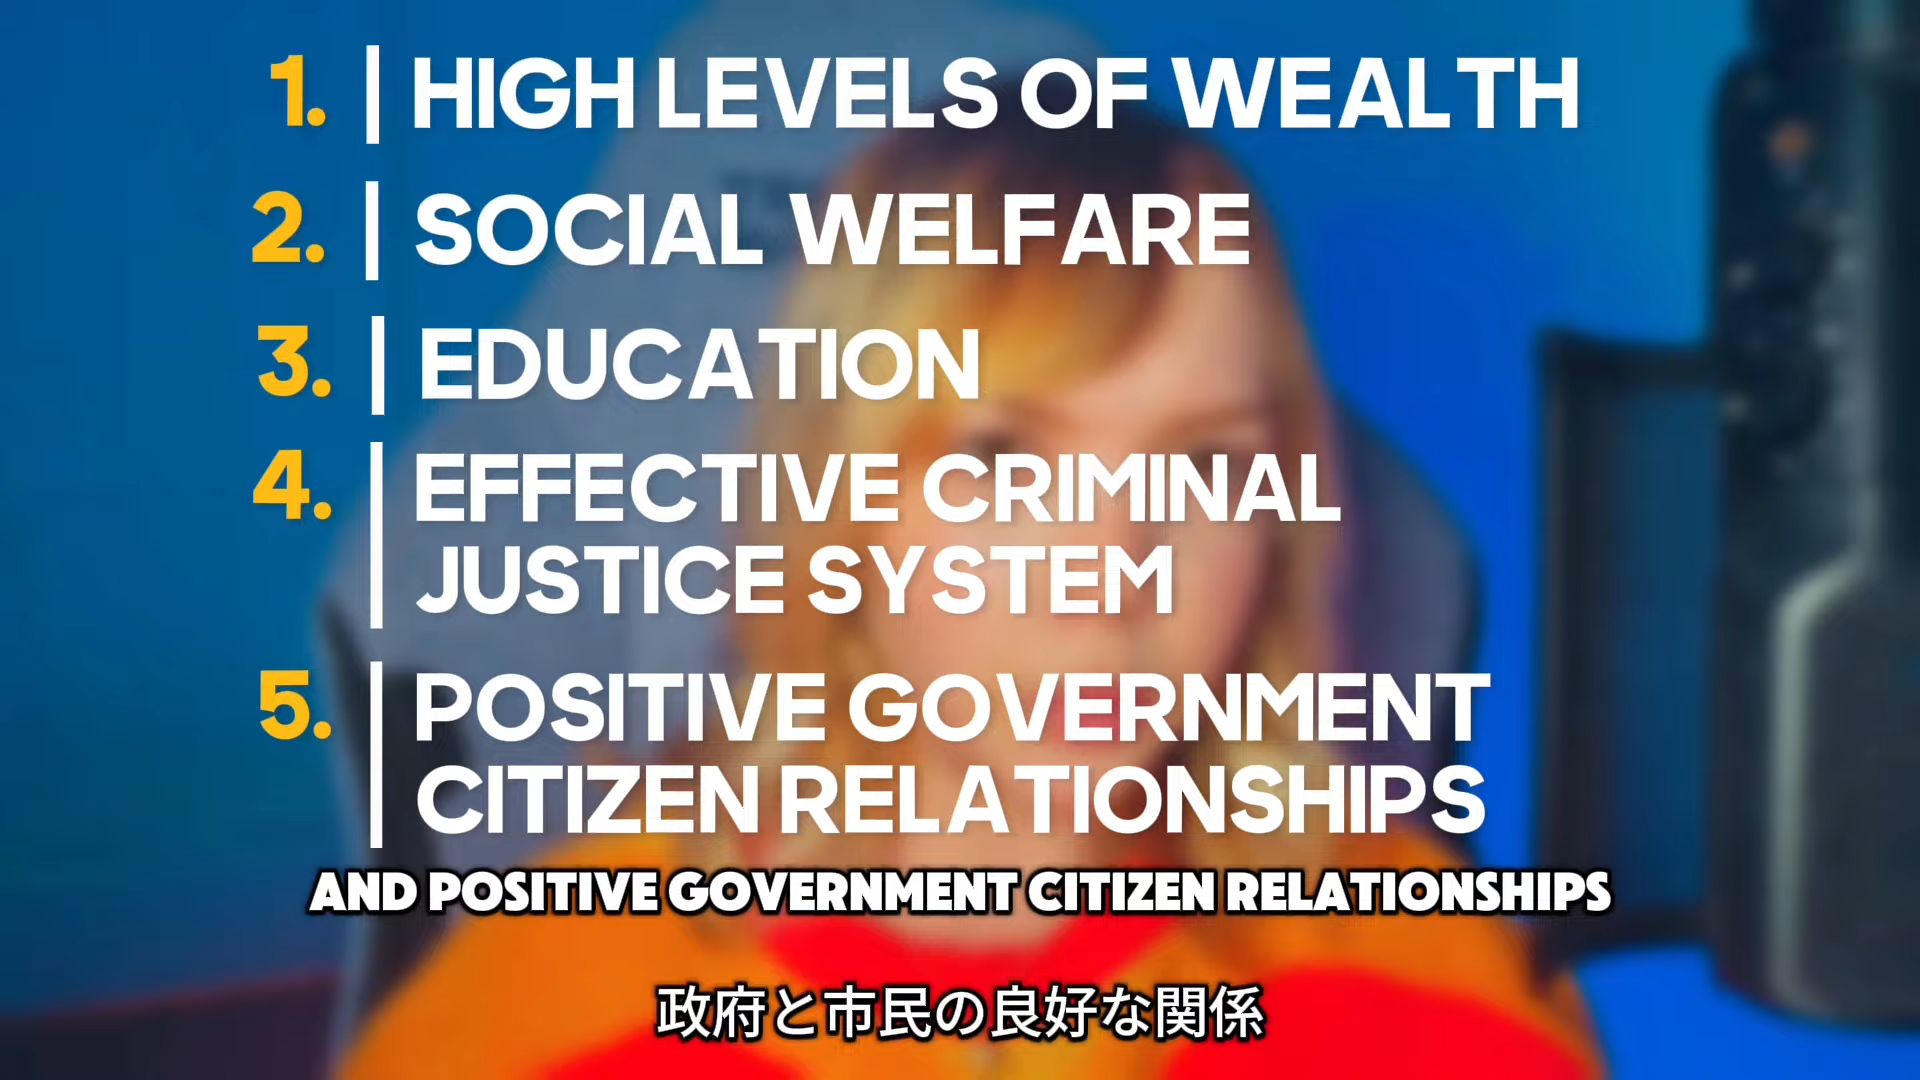 1. HIGH LEVELS OF WEALTH
2. SOCIAL WELFARE
3. EDUCATION
4. EFFECTIVE CRIMINAL
JUSTICE SYSTEM
5. POSITIVE GOVERNMENT
CITIZEN RELATIONSHIPS
AND POSITIVE GOVERNMENT CITIZEN RELATIONSHIPS
政府と市民の良好な関係